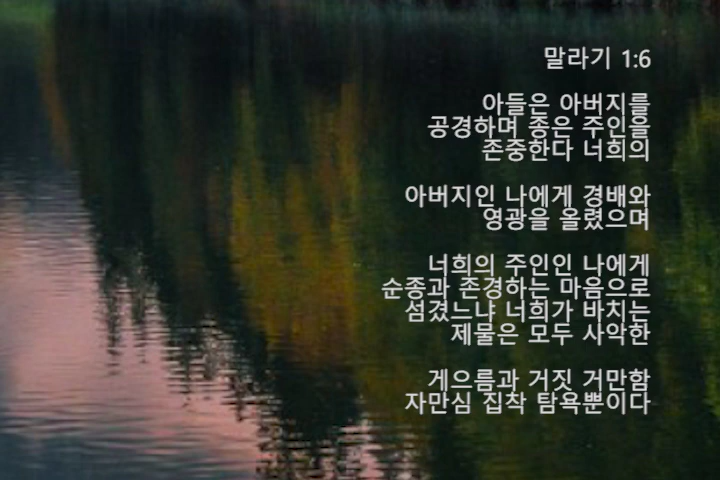 말라기 1:6
아들은 아버지를
공경하며 종은 주인을
존중한다 너희의
아버지인 나에게 경배와
영광을 올렸으며
너희의 주인인 나에게
순종과 존경하는 마음으로
섬겼느냐 너희가 바치는
제물은 모두 사악한
게으름과 거짓 거만함
자만심 집착 탐욕뿐이다